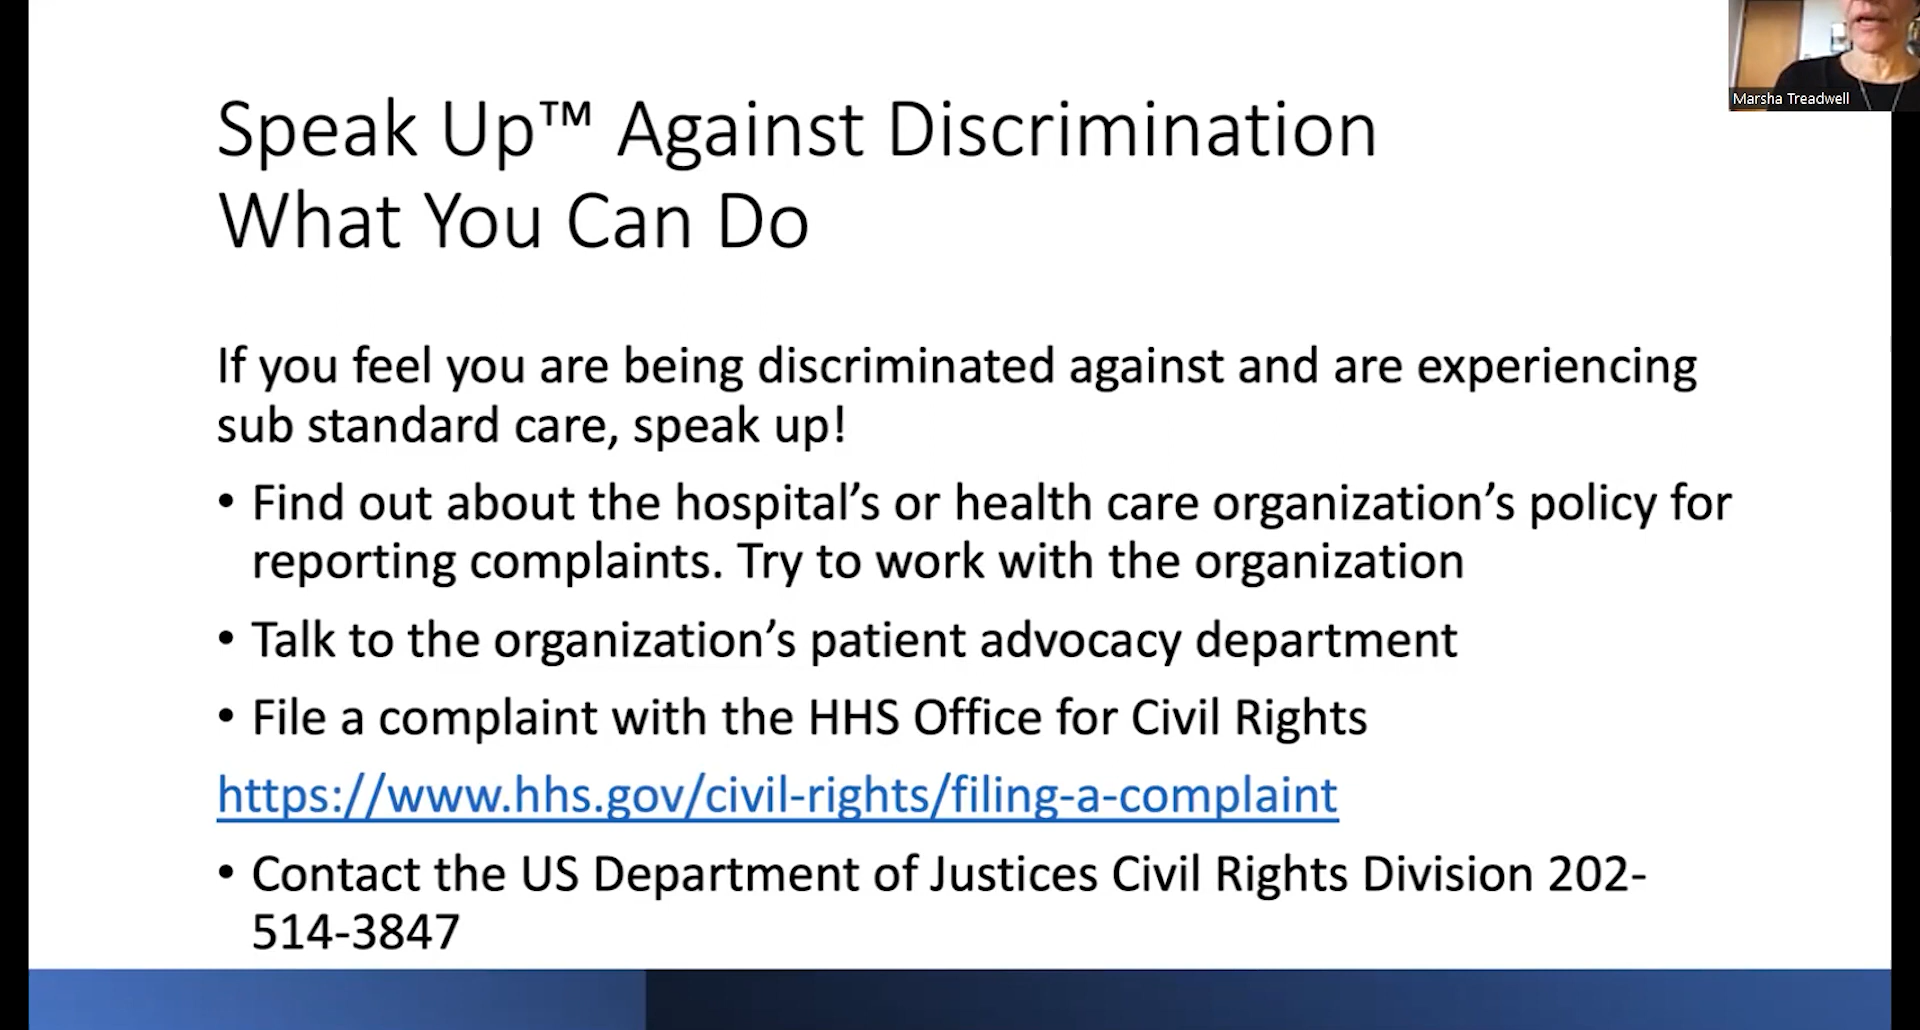 Marsha Treadwell
Speak Up™ Against Discrimination
What You Can Do
If you feel you are being discriminated against and are experiencing
sub standard care, speak up!
• Find out about the hospital’s or health care organization’s policy for
reporting complaints. Try to work with the organization
• Talk to the organization’s patient advocacy department
• File a complaint with the HHS Office for Civil Rights
https://www.hhs.gov/civil-rights/filing-a-complaint
• Contact the US Department of Justices Civil Rights Division 202-
514-3847